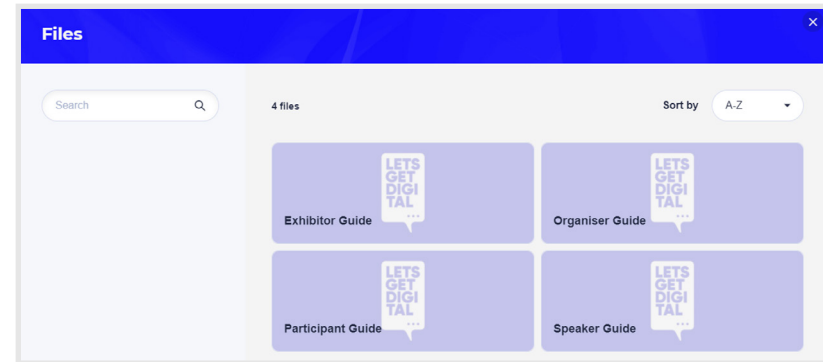 Files
Search
4 files
Sort by A-Z
LETS
GET
DIGI
TAL
...
Exhibitor Guide
LETS
GET
DIGI
TAL
...
Organiser Guide
LETS
GET
DIGI
TAL
...
Participant Guide
LETS
GET
DIGI
TAL
...
Speaker Guide